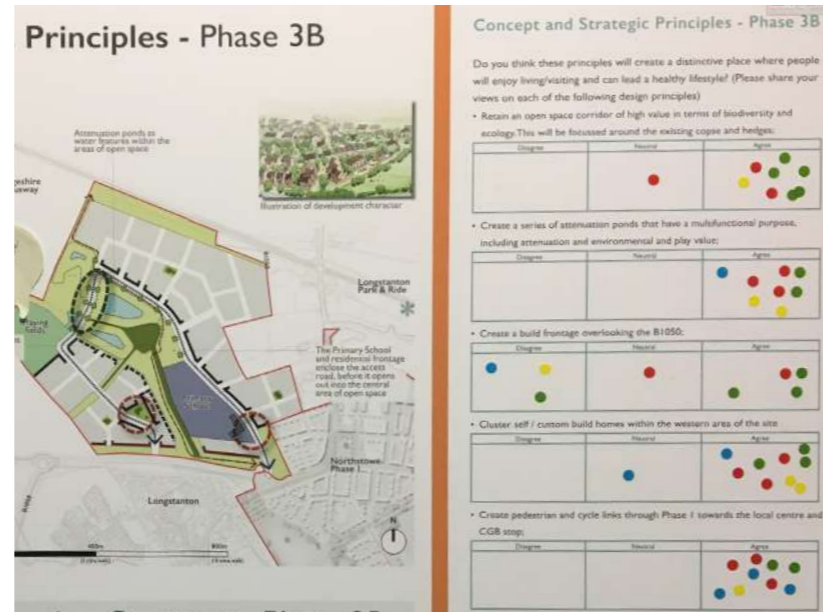 Principles - Phase 3B
Attenuation ponds as
water features within the
areas of open space
Illustration of development character
Longstanton
Park & Ride
The Primary School
and residential frontage
enclose the access
road, before it opens
out into the central
area of open space
Northstowe
Phase 1
Longstanton
N
400m
800m
Concept and Strategic Principles - Phase 3B
Do you think these principles will create a distinctive place where people
will enjoy living/visiting and can lead a healthy lifestyle? (Please share your
views on each of the following design principles)
• Retain an open space corridor of high value in terms of biodiversity and
ecology. This will be focussed around the existing copse and hedges;
Disagree Neutral Agree
• Create a series of attenuation ponds that have a multifunctional purpose,
including attenuation and environmental and play value;
Disagree Neutral Agree
• Create a build frontage overlooking the B1050;
Disagree Neutral Agree
• Cluster self / custom build homes within the western area of the site
Disagree Neutral Agree
• Create pedestrian and cycle links through Phase 1 towards the local centre and
CGB stop;
Disagree Neutral Agree